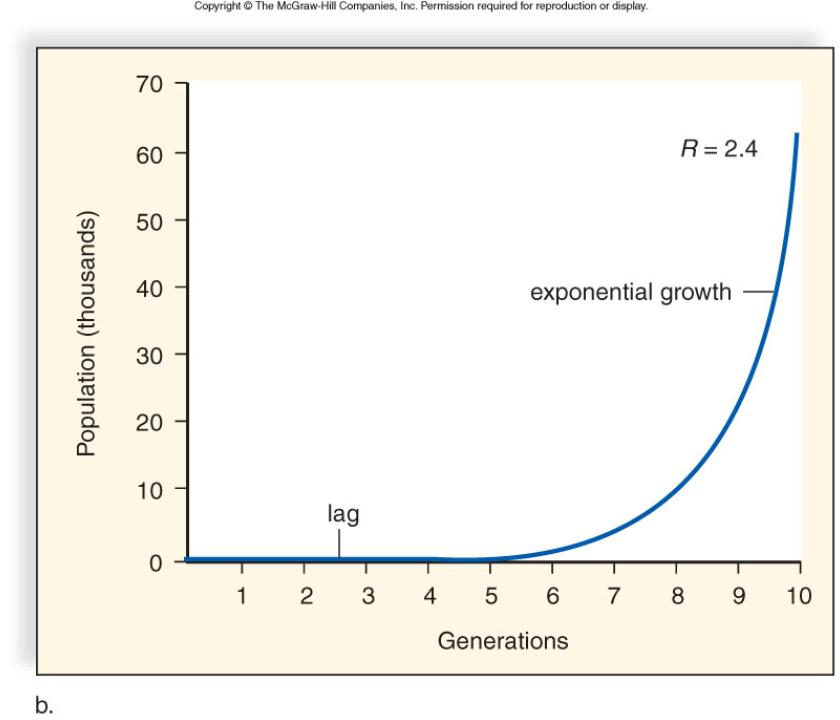 Copyright © The McGraw-Hill Companies, Inc. Permission required for reproduction or display.
70
60
50
40
30
20
10
0
Population (thousands)
R = 2.4
exponential growth
lag
1 2 3 4 5 6 7 8 9 10
Generations
b.